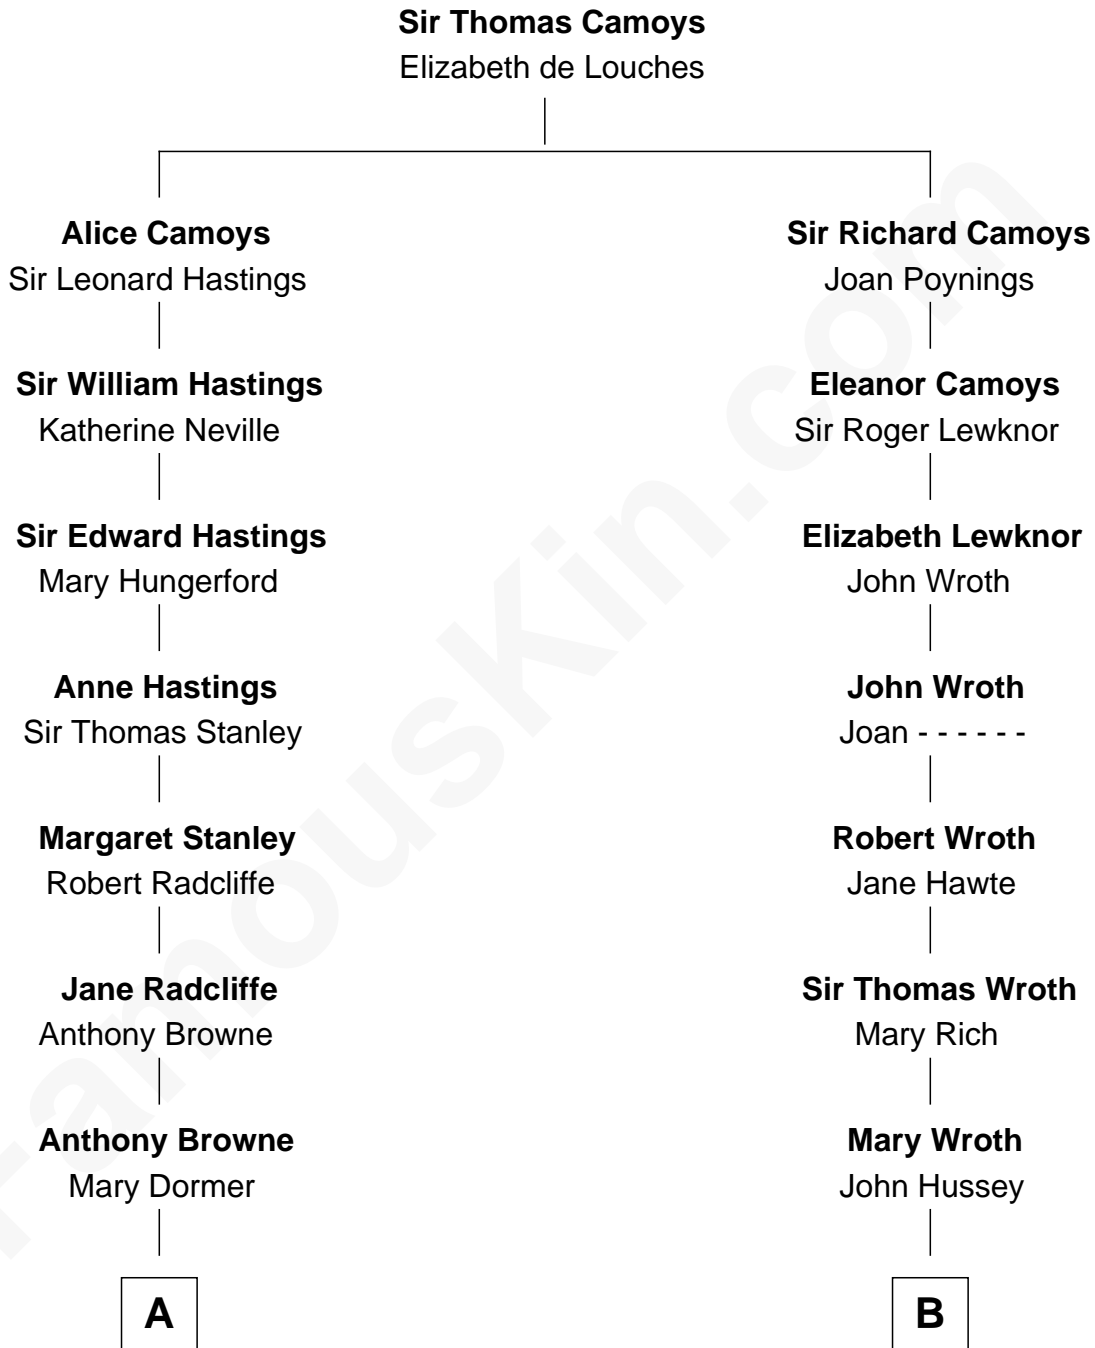 Sir Thomas Camoys
Elizabeth de Louches
Alice Camoys
Sir Leonard Hastings
Sir William Hastings
Katherine Neville
Sir Edward Hastings
Mary Hungerford
Anne Hastings
Sir Thomas Stanley
Margaret Stanley
Robert Radcliffe
Jane Radcliffe
Anthony Browne
Anthony Browne
Mary Dormer
A
Sir Richard Camoys
Joan Poynings
Eleanor Camoys
Sir Roger Lewknor
Elizabeth Lewknor
John Wroth
John Wroth
Joan - - - - - -
Robert Wroth
Jane Hawte
Sir Thomas Wroth
Mary Rich
Mary Wroth
John Hussey
B
FamousKin.com